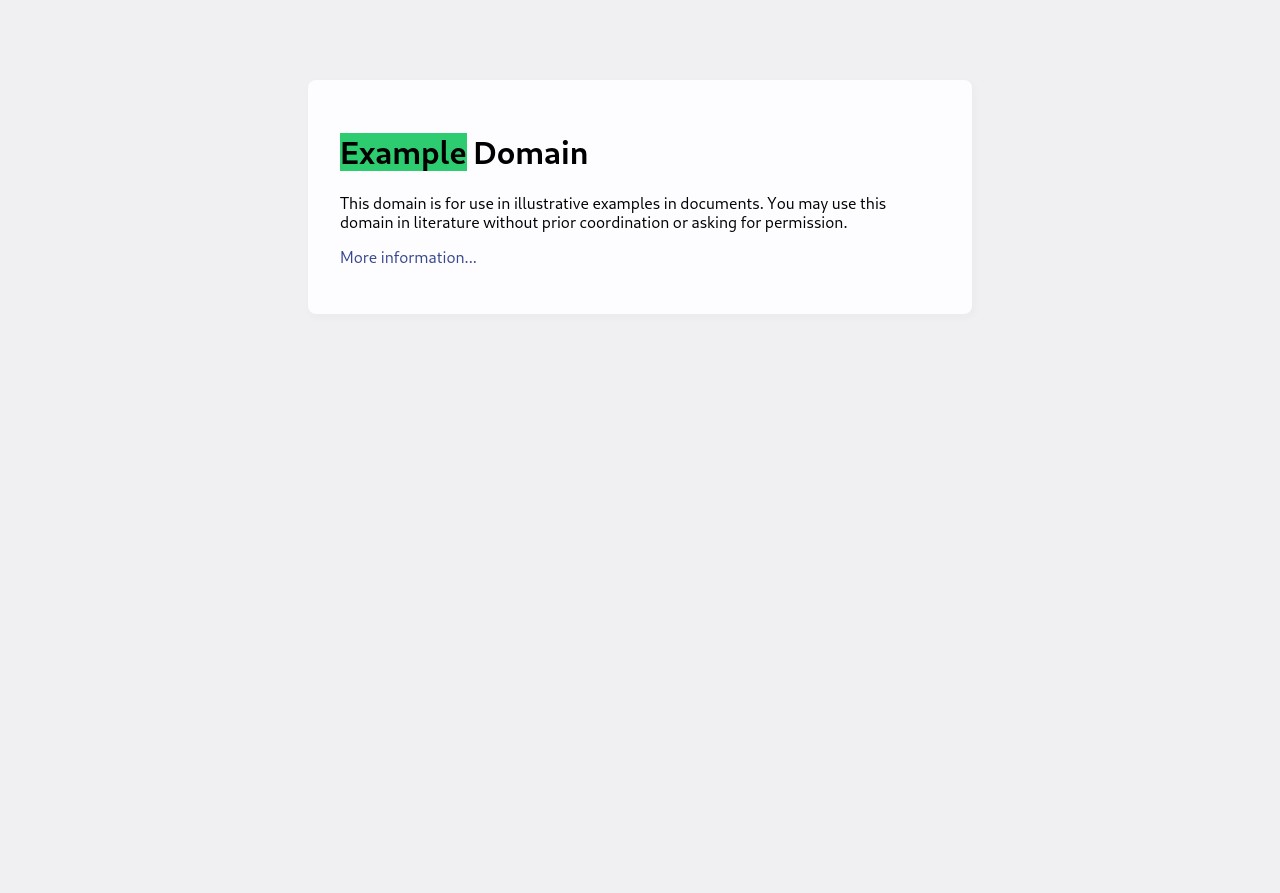 Example Domain
This domain is for use in illustrative examples in documents. You may use this
domain in literature without prior coordination or asking for permission.
More information...